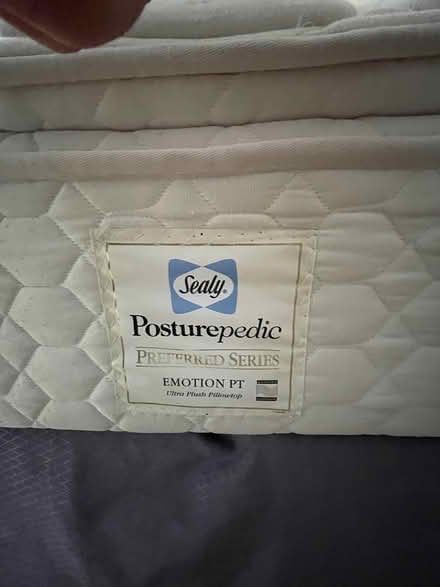 Sealy
Posturepedic
PREFERRED SERIES
EMOTION PT
Ultra Plush Pillowtop